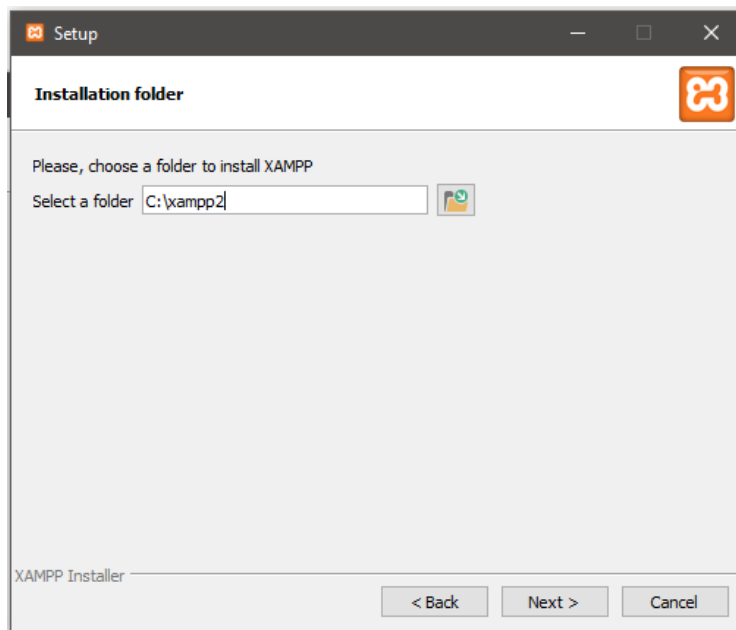 Setup
Installation folder
Please, choose a folder to install XAMPP
Select a folder C:\xampp2
XAMPP Installer
< Back Next > Cancel